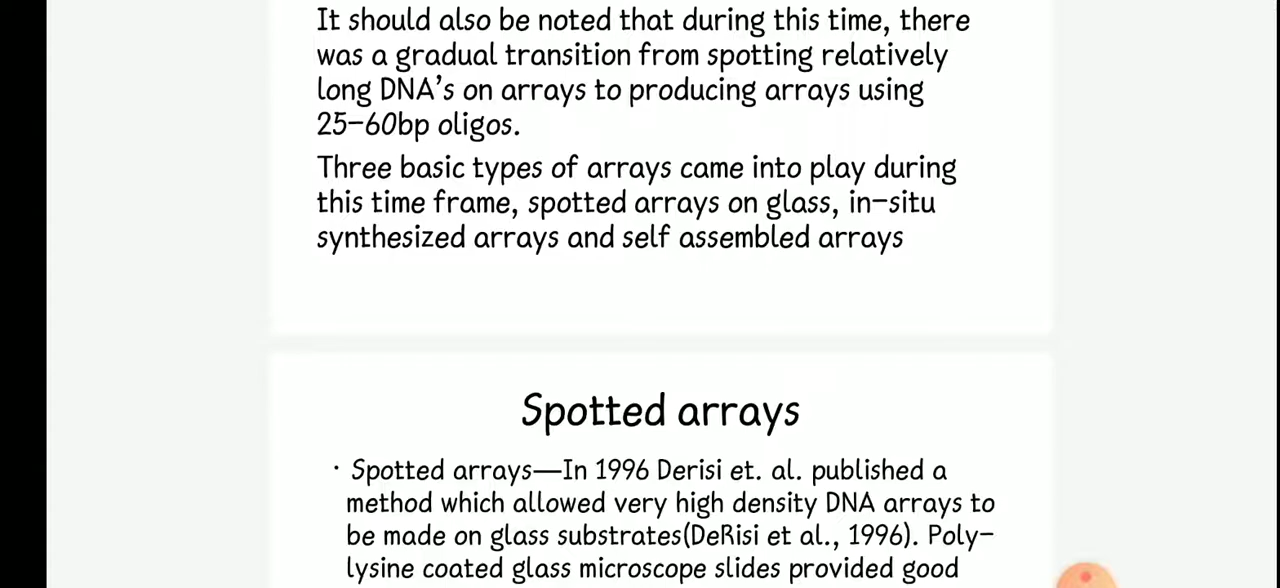 It should also be noted that during this time, there
was a gradual transition from spotting relatively
long DNA’s on arrays to producing arrays using
25–60bp oligos.
Three basic types of arrays came into play during
this time frame, spotted arrays on glass, in–situ
synthesized arrays and self assembled arrays
Spotted arrays
· Spotted arrays—In 1996 Derisi et. al. published a
method which allowed very high density DNA arrays to
be made on glass substrates(DeRisi et al., 1996). Poly–
lysine coated glass microscope slides provided good